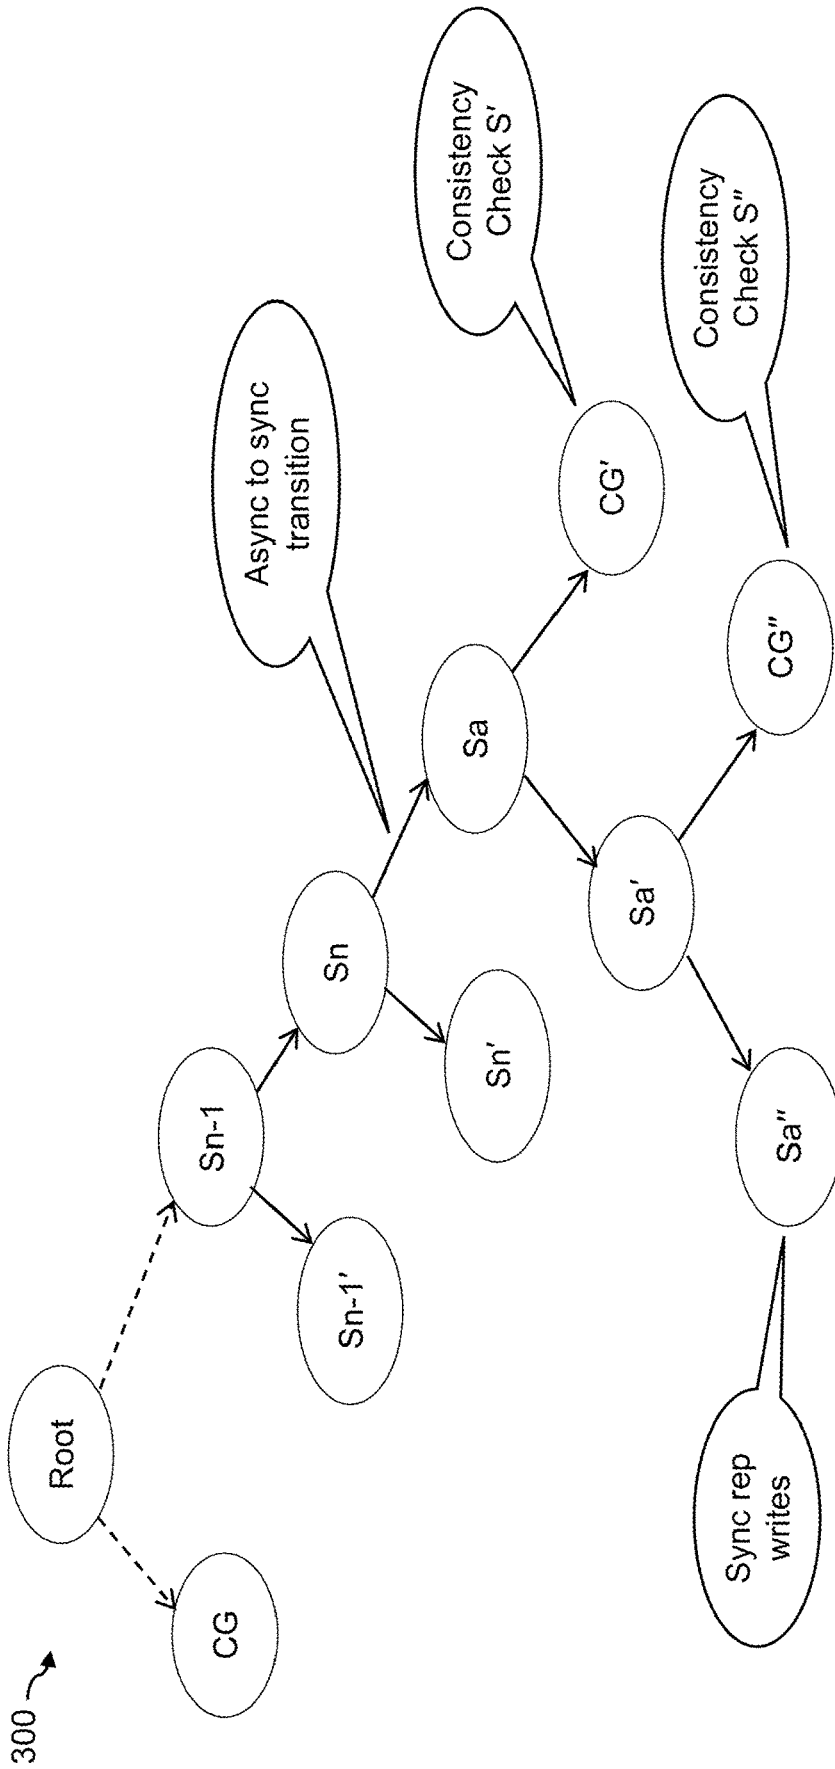 300
Root
CG
Sn-1
Sn-1′
Sn
Sn′
Async to sync
transition
Sa
Sa′
Sa″
Sync rep
writes
CG′
Consistency
Check S′
CG″
Consistency
Check S″